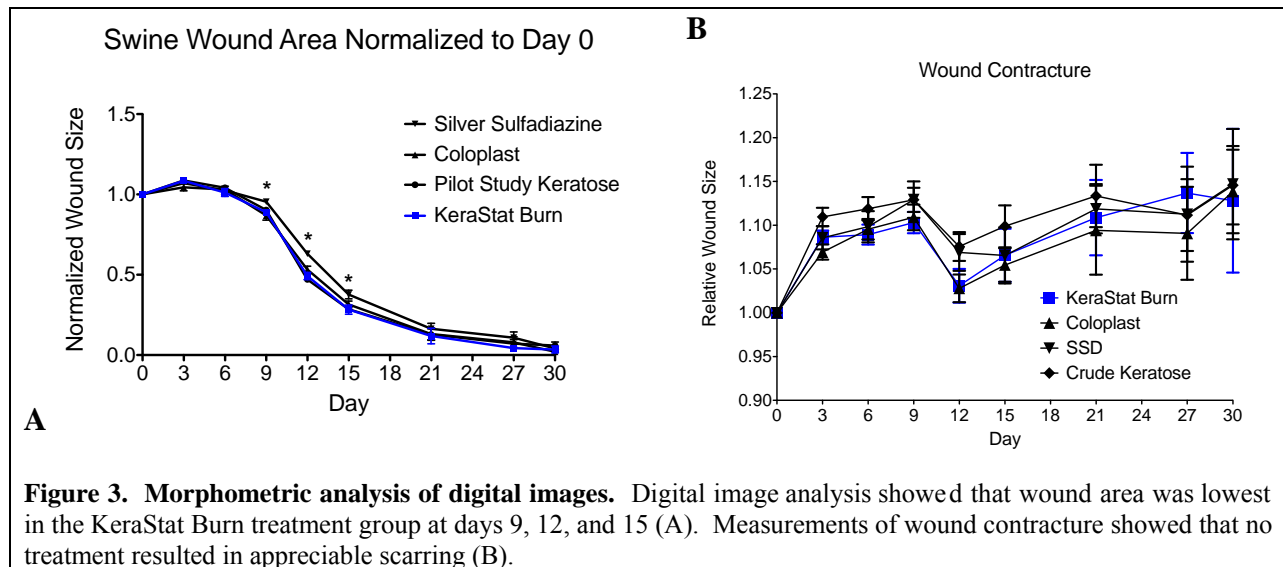 Swine Wound Area Normalized to Day 0
Normalized Wound Size
1.5
1.0
0.5
0.0
* * *
Silver Sulfadiazine
Coloplast
Pilot Study Keratose
KeraStat Burn
0 3 6 9 12 15 21 27 30
Day
A
B
Wound Contracture
Relative Wound Size
1.25
1.20
1.15
1.10
1.05
1.00
0.95
0.90
KeraStat Burn
Coloplast
SSD
Crude Keratose
0 3 6 9 12 15 18 21 24 27 30
Day
Figure 3. Morphometric analysis of digital images. Digital image analysis showed that wound area was lowest
in the KeraStat Burn treatment group at days 9, 12, and 15 (A). Measurements of wound contracture showed that no
treatment resulted in appreciable scarring (B).